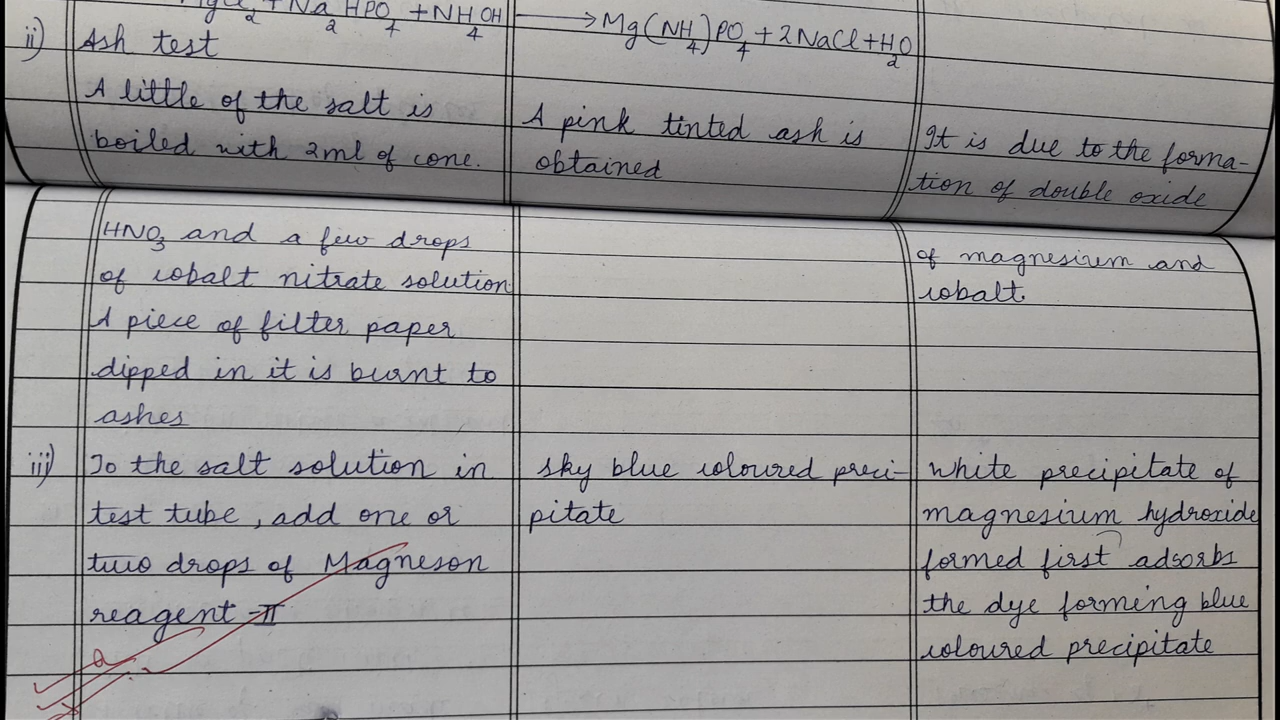 MgCl2 + Na2HPO4 + NH4OH → Mg(NH4)PO4 + 2NaCl + H2O
ii) Ash test
A little of the salt is
boiled with 2ml of conc.
HNO3 and a few drops
of cobalt nitrate solution
A piece of filter paper
dipped in it is burnt to
ashes
A pink tinted ash is
obtained
It is due to the forma-
tion of double oxide
of magnesium and
cobalt.
iii) To the salt solution in
test tube, add one or
two drops of Magneson
reagent -II
sky blue coloured preci-
pitate
White precipitate of
magnesium hydroxide
formed first adsorbs
the dye forming blue
coloured precipitate